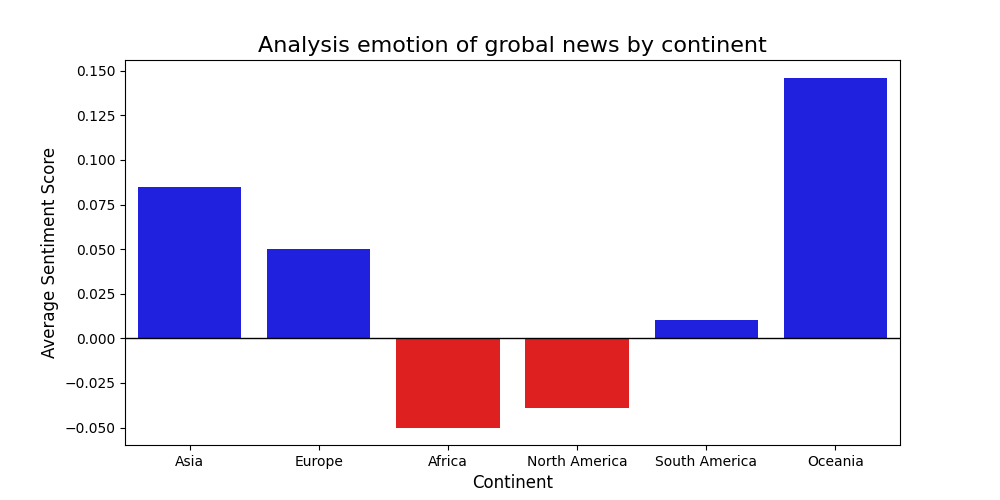 Analysis emotion of grobal news by continent
0.150
0.125
0.100
0.075
0.050
0.025
0.000
−0.025
−0.050
Average Sentiment Score
Asia Europe Africa North America South America Oceania
Continent